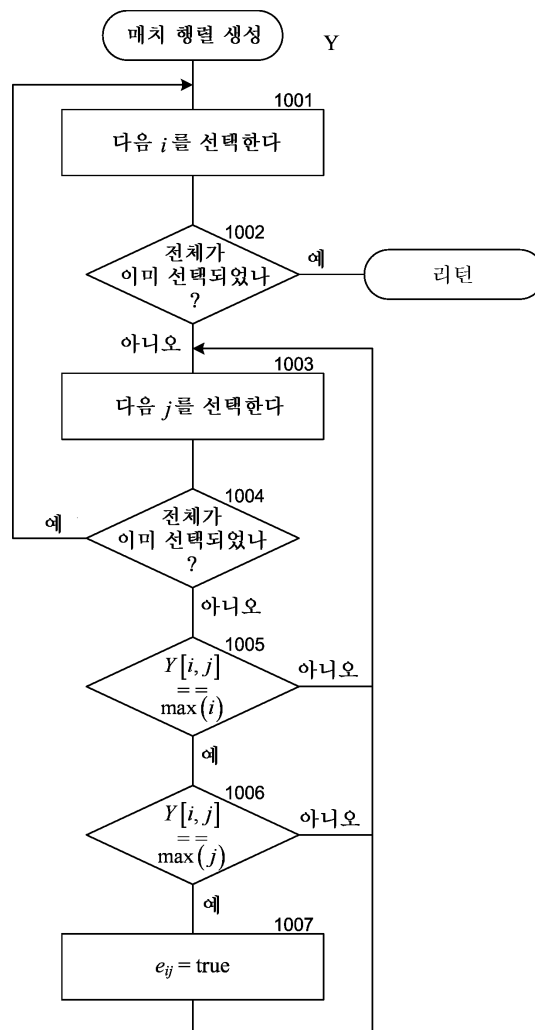 매치 행렬 생성
Y
1001
다음 i를 선택한다
1002
전체가
이미 선택되었나
?
예
리턴
아니오
1003
다음 j를 선택한다
1004
전체가
이미 선택되었나
?
예
아니오
1005
Y[i, j]
==
max(i)
아니오
예
1006
Y[i, j]
==
max(j)
아니오
예
1007
eij = true